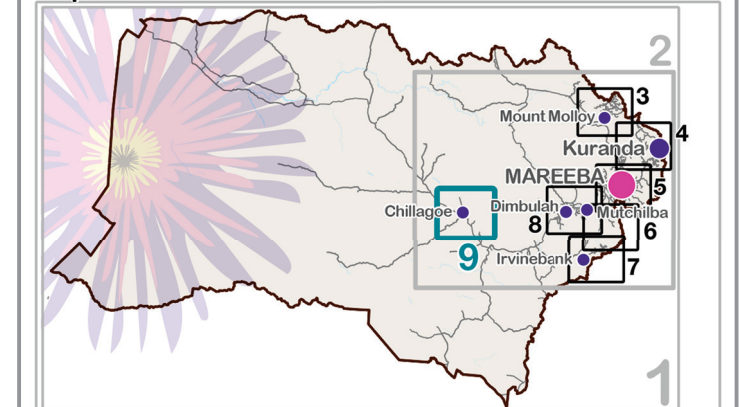 2
3
Mount Molloy
4
Kuranda
MAREEBA
5
Chillagoe
Dimbulah
Mutchilba
8
6
9
Irvinebank
7
1